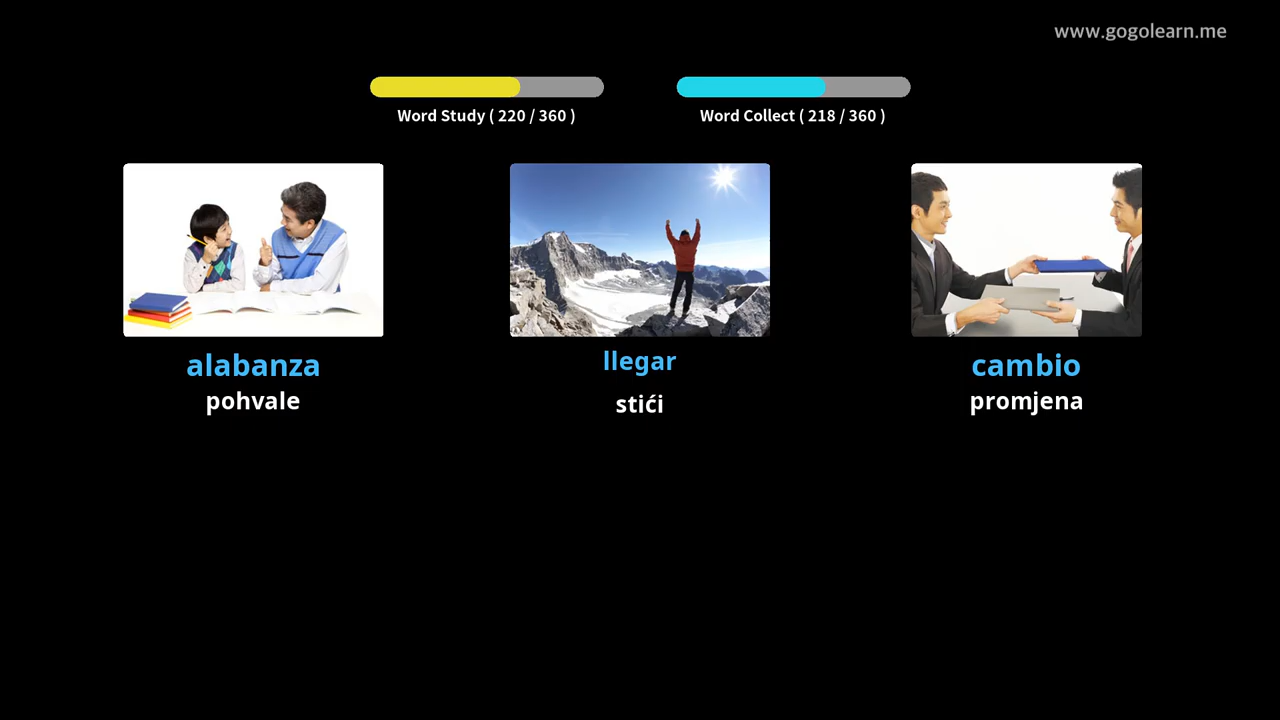 www.gogolearn.me
Word Study ( 220 / 360 )
Word Collect ( 218 / 360 )
alabanza
pohvale
llegar
stići
cambio
promjena